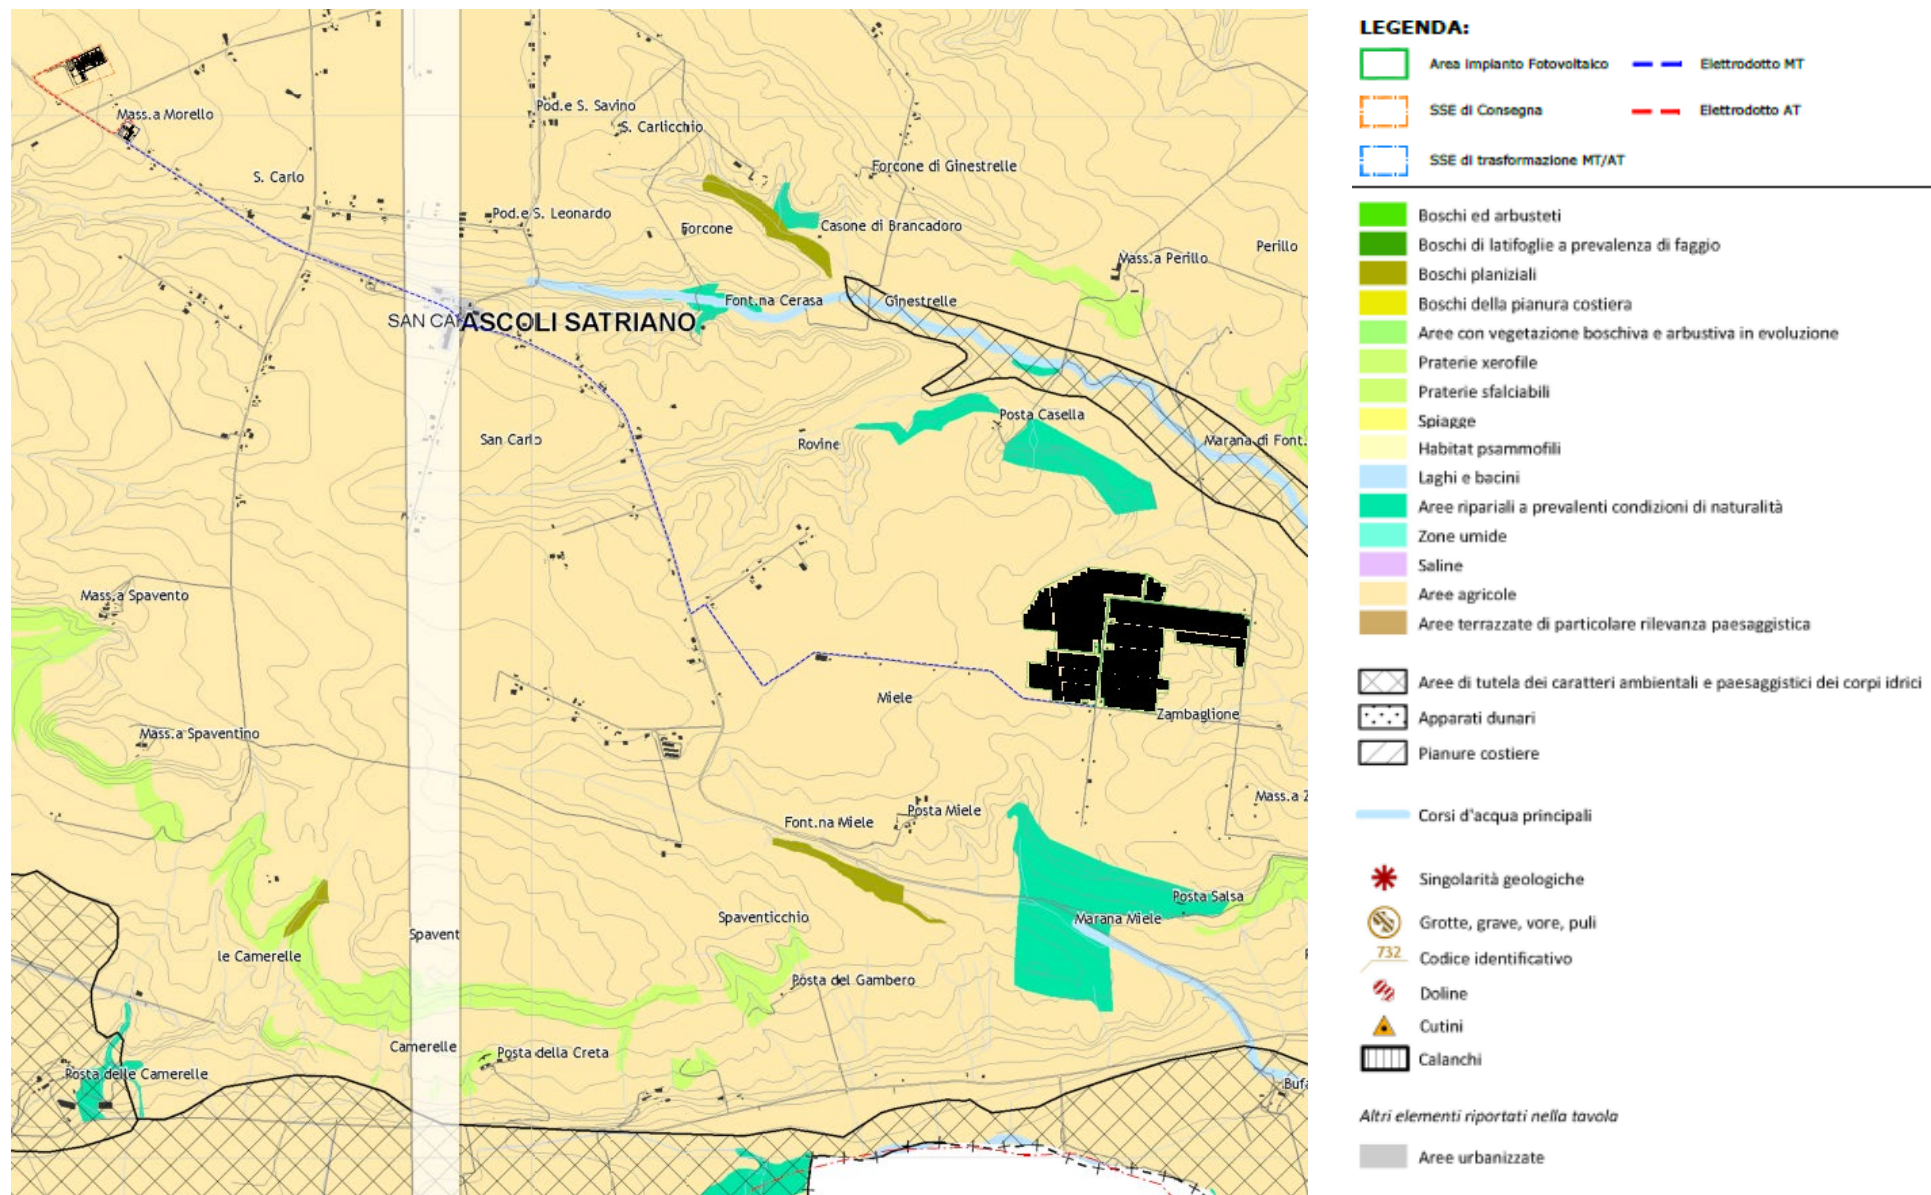 Mass.a Morello
S. Carlo
Pod.e S. Savino
S. Carlicchio
Forcone di Ginestrelle
Pod.e S. Leonardo
Forcone
Casone di Brancadoro
Mass.a Perillo
Perillo
Font.na Cerasa
Ginestrelle
SAN CA
ASCOLI SATRIANO
San Carlo
Rovine
Posta Casella
Marana di Font.
Mass.a Spavento
Miele
Zambaglione
Mass.a Spaventino
Mass.a Z
Font.na Miele
Posta Miele
Posta Salsa
Spaventicchio
Marana Miele
Spavent
le Camerelle
Posta del Gambero
Camerelle
Posta della Creta
Posta delle Camerelle
Bufa
LEGENDA:
Area Impianto Fotovoltaico
Elettrodotto MT
SSE di Consegna
Elettrodotto AT
SSE di trasformazione MT/AT
Boschi ed arbusteti
Boschi di latifoglie a prevalenza di faggio
Boschi planiziali
Boschi della pianura costiera
Aree con vegetazione boschiva e arbustiva in evoluzione
Praterie xerofile
Praterie sfalciabili
Spiagge
Habitat psammofili
Laghi e bacini
Aree ripariali a prevalenti condizioni di naturalità
Zone umide
Saline
Aree agricole
Aree terrazzate di particolare rilevanza paesaggistica
Aree di tutela dei caratteri ambientali e paesaggistici dei corpi idrici
Apparati dunari
Pianure costiere
Corsi d'acqua principali
Singolarità geologiche
Grotte, grave, vore, puli
732 Codice identificativo
Doline
Cutini
Calanchi
Altri elementi riportati nella tavola
Aree urbanizzate